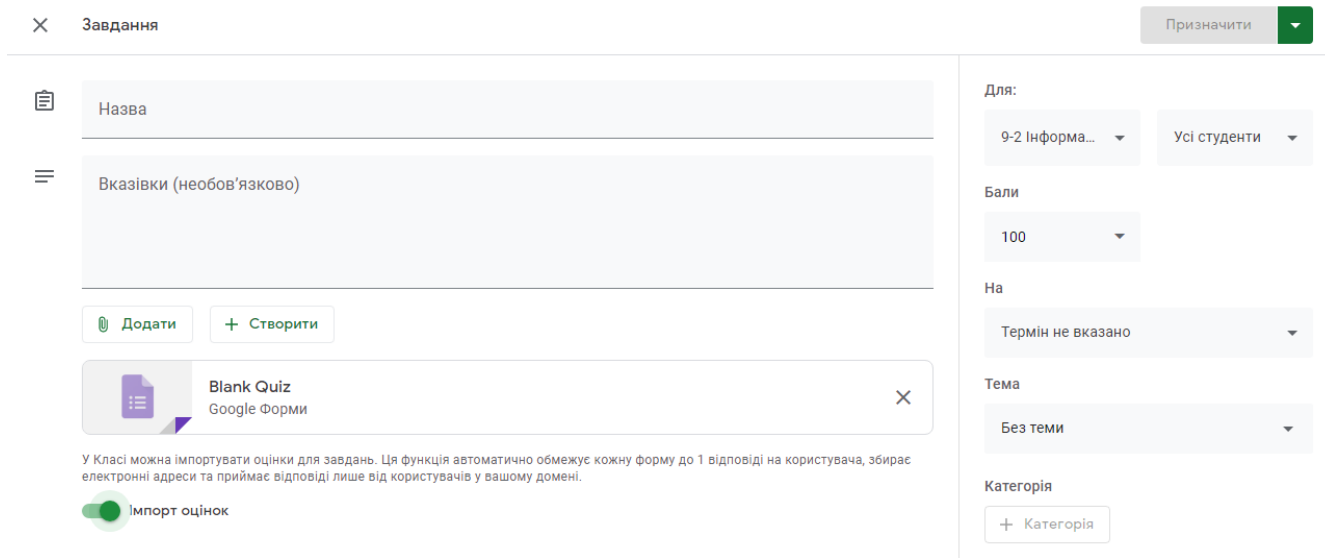 Завдання
Призначити
Назва
Вказівки (необов'язково)
Додати
Створити
Blank Quiz
Google Форми
У Класі можна імпортувати оцінки для завдань. Ця функція автоматично обмежує кожну форму до 1 відповіді на користувача, збирає
електронні адреси та приймає відповіді лише від користувачів у вашому домені.
Імпорт оцінок
Для:
9-2 Інформа...
Усі студенти
Бали
100
На
Термін не вказано
Тема
Без теми
Категорія
+ Категорія